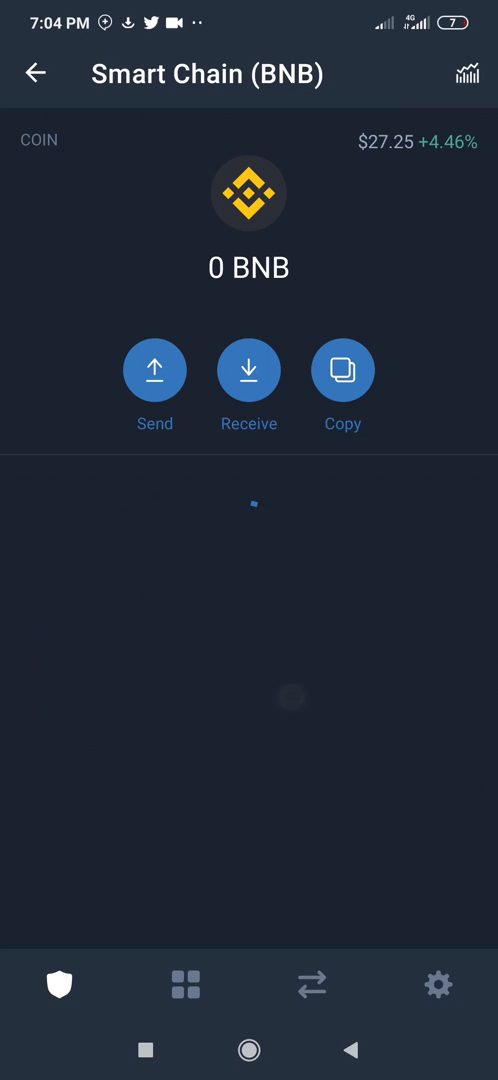 7:04 PM
4G
7
Smart Chain (BNB)
COIN
$27.25 +4.46%
0 BNB
Send
Receive
Copy